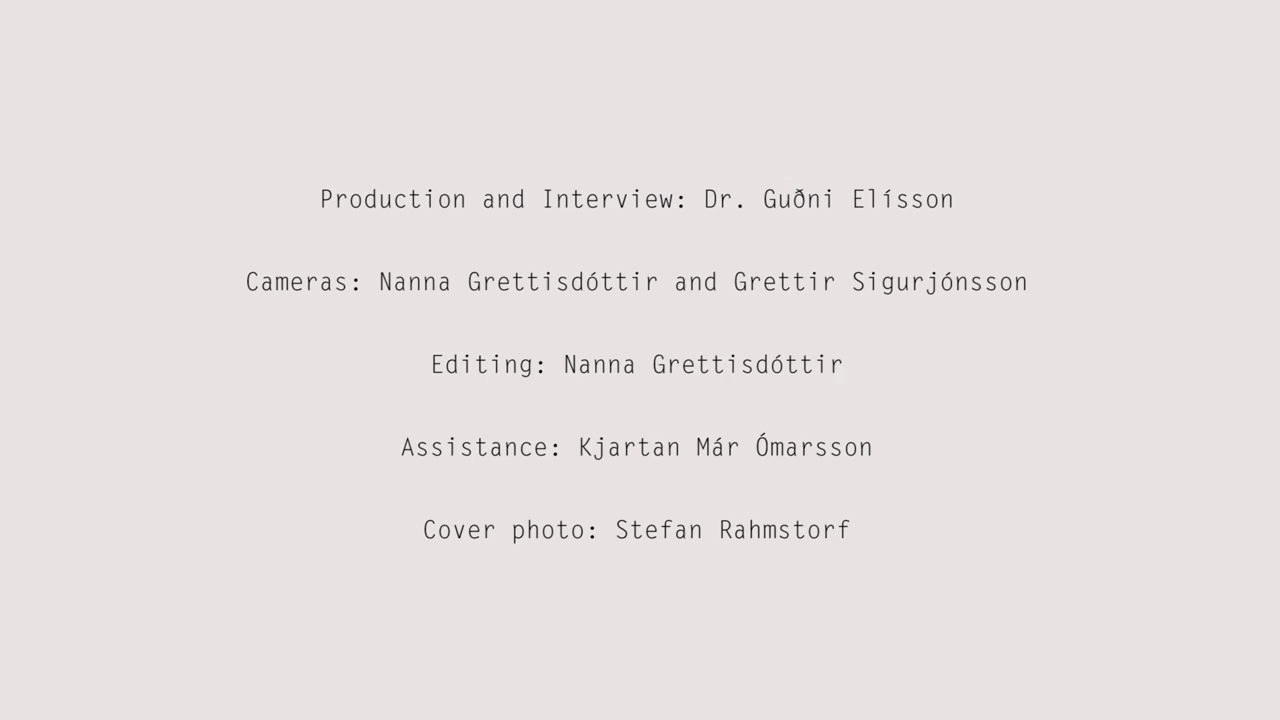 Production and Interview: Dr. Guðni Elísson
Cameras: Nanna Grettisdóttir and Grettir Sigurjónsson
Editing: Nanna Grettisdóttir
Assistance: Kjartan Már Ómarsson
Cover photo: Stefan Rahmstorf